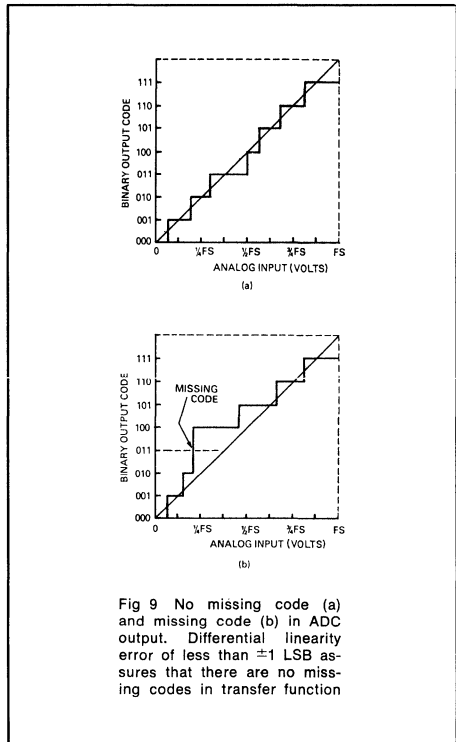 111
110
101
100
011
010
001
000
BINARY OUTPUT CODE
0 ¼FS ½FS ¾FS FS
ANALOG INPUT (VOLTS)
(a)
111
110
101
100
011
010
001
000
BINARY OUTPUT CODE
MISSING
CODE
0 ¼FS ½FS ¾FS FS
ANALOG INPUT (VOLTS)
(b)
Fig 9 No missing code (a)
and missing code (b) in ADC
output. Differential linearity
error of less than ±1 LSB as-
sures that there are no miss-
ing codes in transfer function